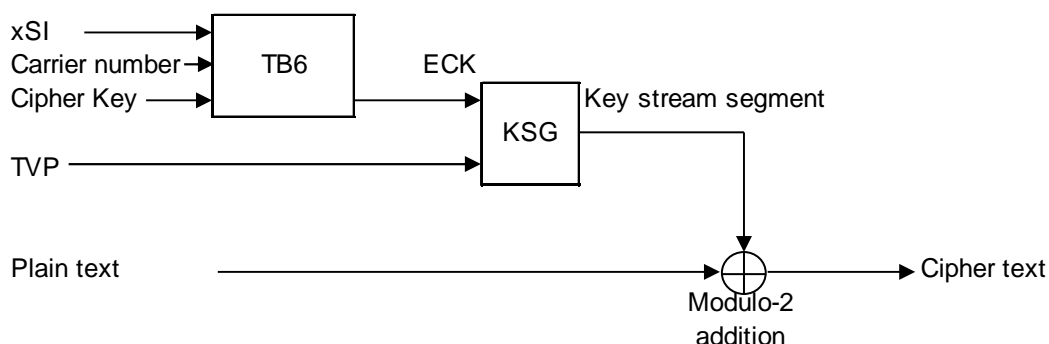 xSI
Carrier number
Cipher Key
TB6
ECK
KSG
Key stream segment
TVP
Plain text
Cipher text
Modulo-2
addition